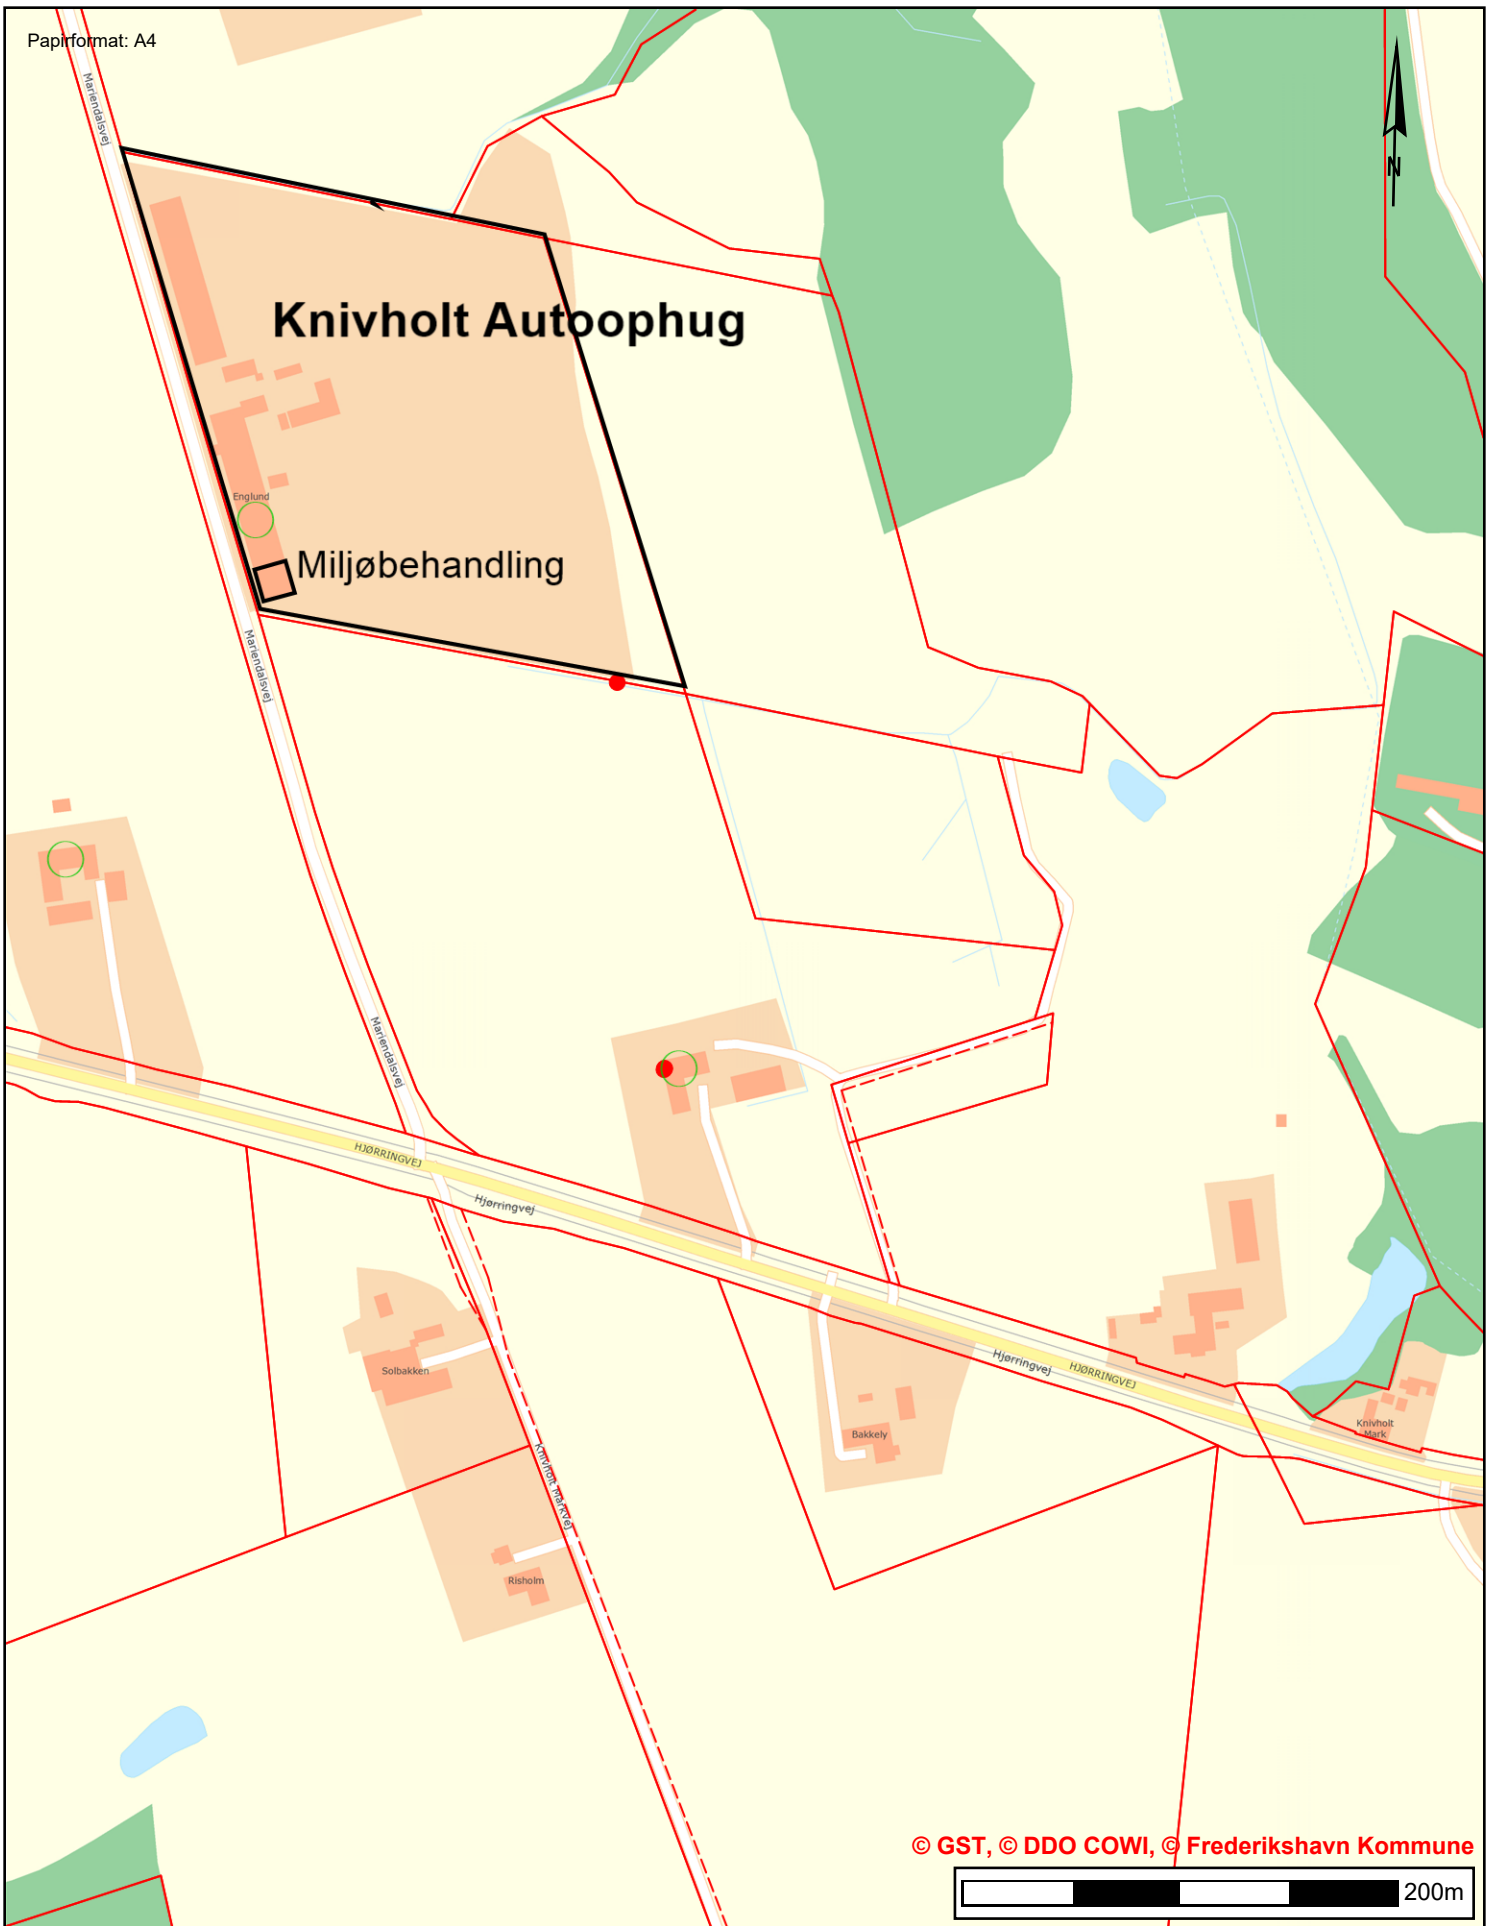 Papirformat: A4
Mariendalsvej
N
Knivholt Autoophug
Englund
Miljøbehandling
Mariendalsvej
Mariendalsvej
HJØRRINGVEJ
Hjørringvej
Hjørringvej
HJØRRINGVEJ
Solbakken
Bakkely
Knivholt
Mark
Knivholt Markvej
Risholm
© GST, © DDO COWI, © Frederikshavn Kommune
200m